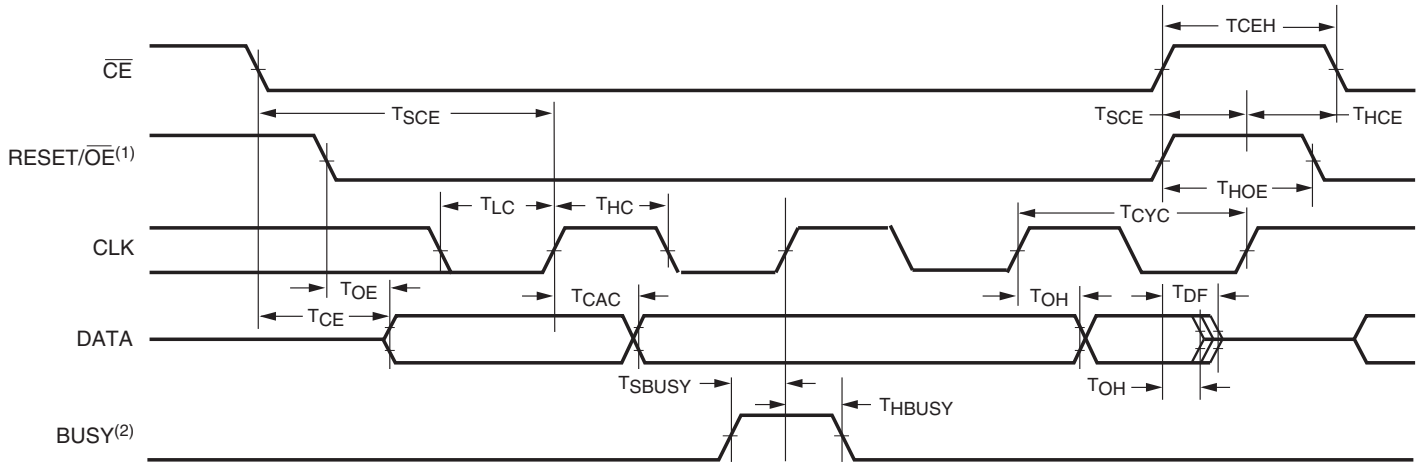 TCEH
CE
TSCE
TSCE
THCE
RESET/OE(1)
TLC
THC
THOE
TCYC
CLK
TOE
TCAC
TOH
TDF
TCE
DATA
TSBUSY
THBUSY
TOH
BUSY(2)